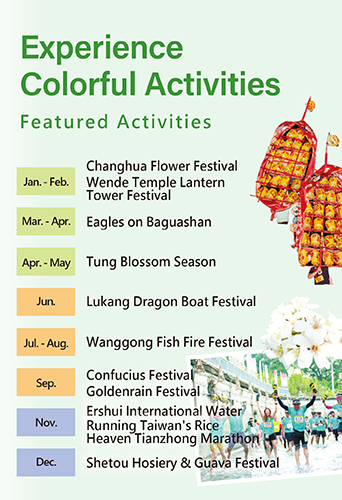 Experience
Colorful Activities
Featured Activities
Jan. - Feb.
Changhua Flower Festival
Wende Temple Lantern
Tower Festival
Mar. - Apr.
Eagles on Baguashan
Apr. - May
Tung Blossom Season
Jun.
Lukang Dragon Boat Festival
Jul. - Aug.
Wanggong Fish Fire Festival
Sep.
Confucius Festival
Goldenrain Festival
Nov.
Ershui International Water
Running Taiwan's Rice
Heaven Tianzhong Marathon
Dec.
Shetou Hosiery & Guava Festival